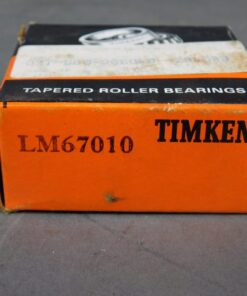 TAPERED ROLLER BEARINGS
LM67010 TIMKEN